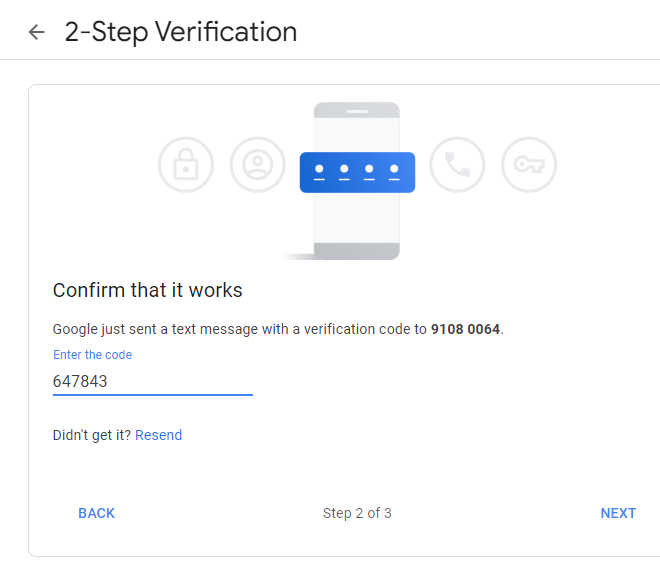 2-Step Verification
Confirm that it works
Google just sent a text message with a verification code to 9108 0064.
Enter the code
647843
Didn't get it? Resend
BACK Step 2 of 3 NEXT